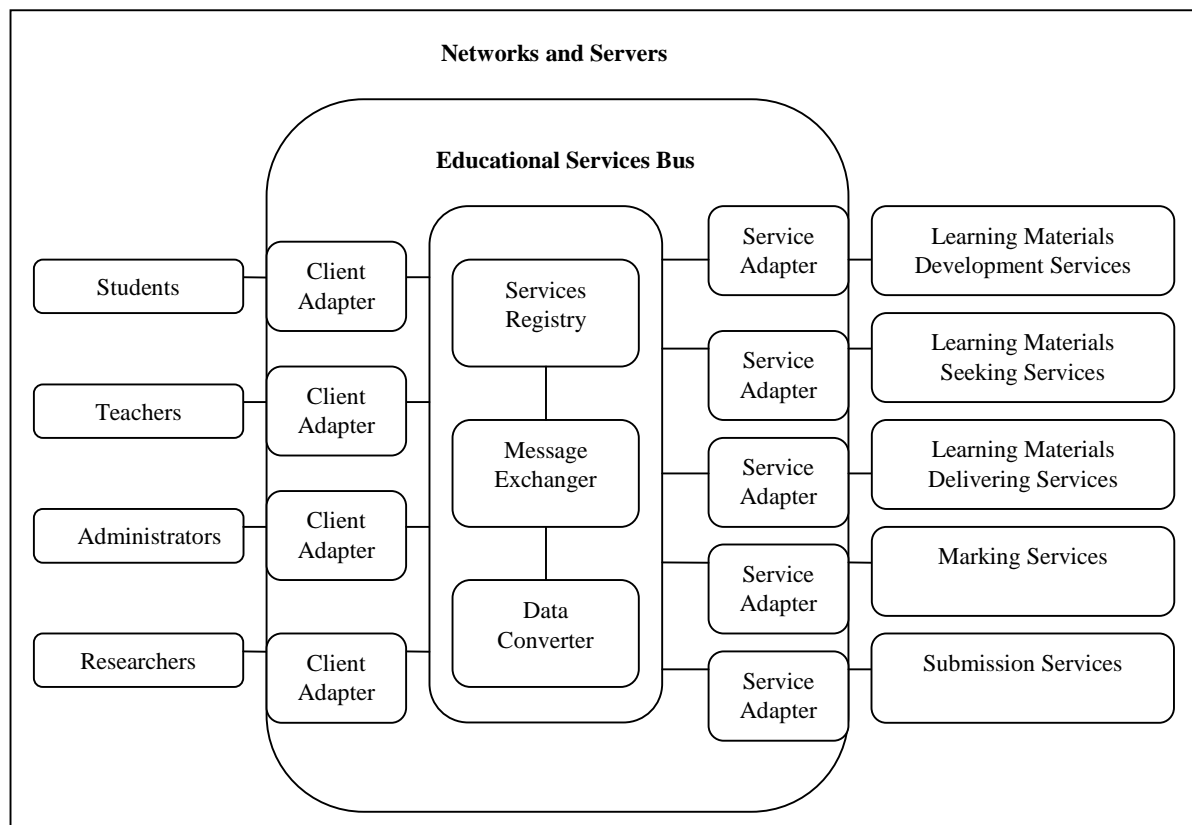 Networks and Servers
Educational Services Bus
Students
Teachers
Administrators
Researchers
Client
Adapter
Client
Adapter
Client
Adapter
Client
Adapter
Services
Registry
Message
Exchanger
Data
Converter
Service
Adapter
Service
Adapter
Service
Adapter
Service
Adapter
Service
Adapter
Learning Materials
Development Services
Learning Materials
Seeking Services
Learning Materials
Delivering Services
Marking Services
Submission Services